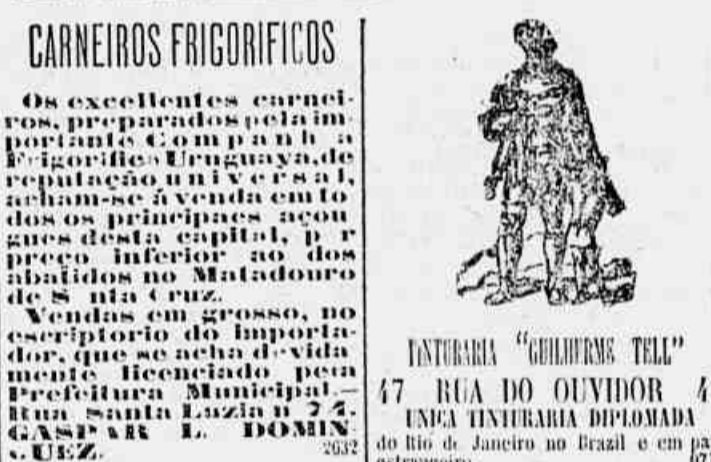 CARNEIROS FRIGORIFICOS
Os excellentes carnei-
ros, preparados pela im-
portante Companh a
Frigorifica Uruguaya, de
reputação universal,
acham-se á venda em to
dos os principaes açou
gues desta capital, p r
preço inferior ao dos
abatidos no Matadouro
de S nta Cruz.
Vendas em grosso, no
escriptorio do importa-
dor, que se acha devida
mente licenciado pela
Prefeitura Municipal.—
Rua Santa Luzia n 74.
GASPAR L. DOMIN-
GUEZ. 2632
TINTURARIA "GUILHERME TELL"
47 RUA DO OUVIDOR 4
UNICA TINTURARIA DIPLOMADA
do Rio de Janeiro no Brazil e em pa
estrangeiro